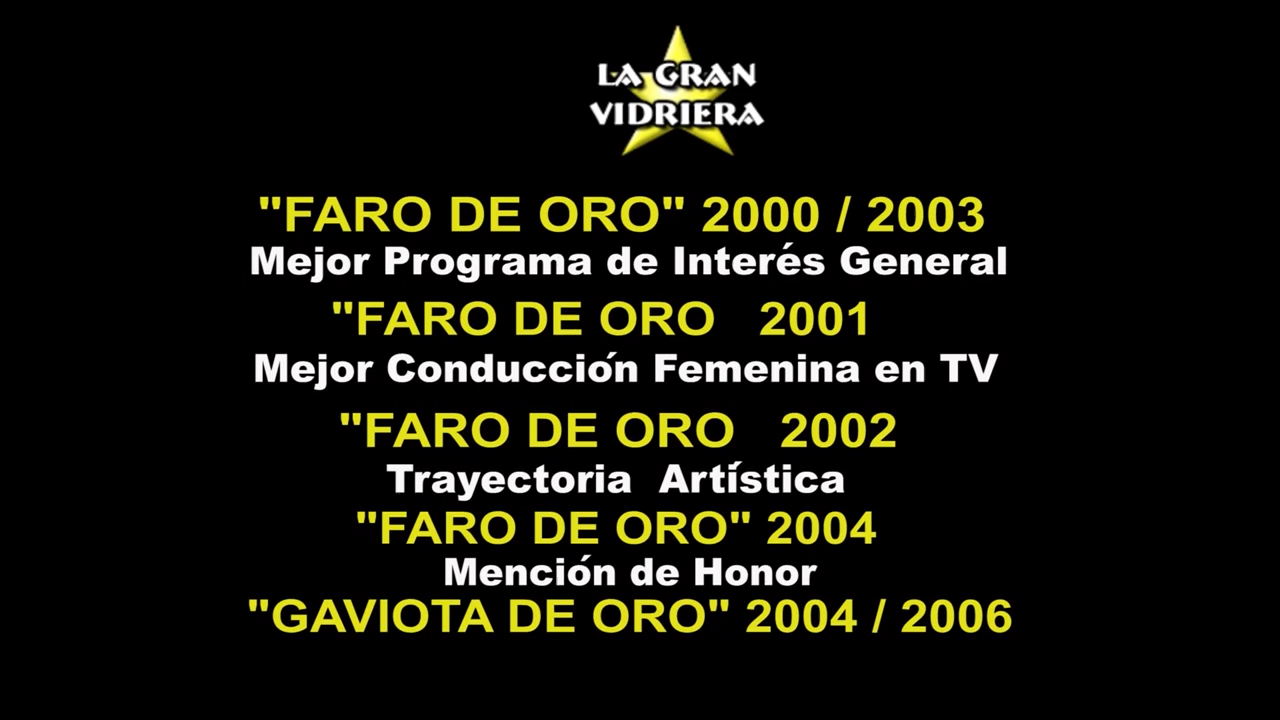 LA GRAN
VIDRIERA
"FARO DE ORO" 2000 / 2003
Mejor Programa de Interés General
"FARO DE ORO 2001
Mejor Conducción Femenina en TV
"FARO DE ORO 2002
Trayectoria Artística
"FARO DE ORO" 2004
Mención de Honor
"GAVIOTA DE ORO" 2004 / 2006